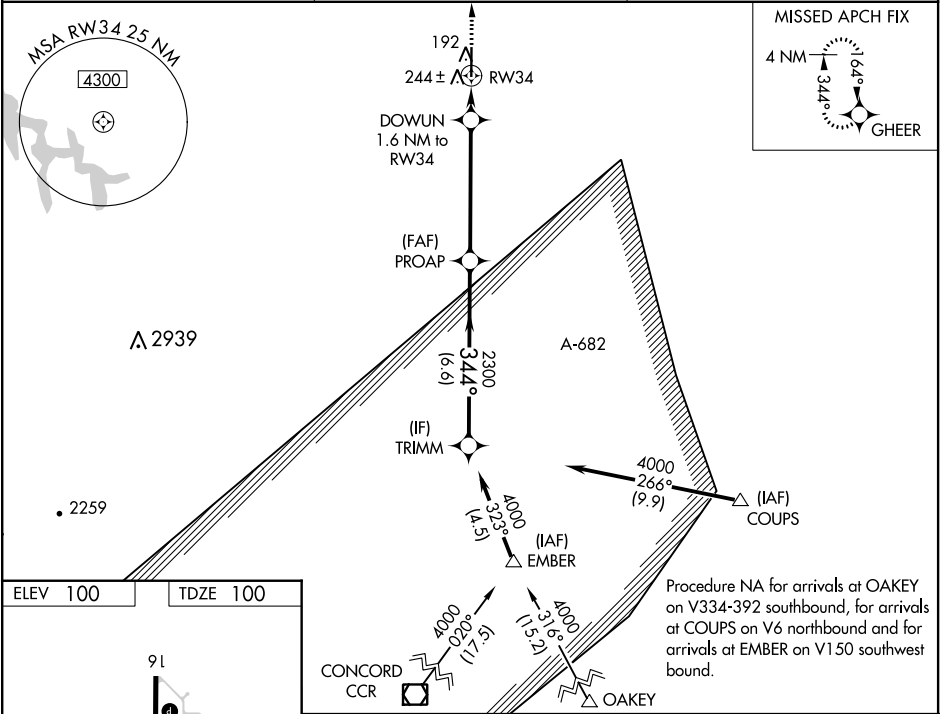 MSA RW34 25 NM
4300
192
244 ±
RW34
DOWUN
1.6 NM to
RW34
(FAF)
PROAP
2939
A-682
2300
344°
(6.6)
(IF)
TRIMM
2259
4000
266°
(9.9)
(IAF)
COUPS
4000
323°
(4.5)
(IAF)
EMBER
4000
020°
(17.5)
4000
316°
(15.2)
CONCORD
CCR
OAKEY
MISSED APCH FIX
4 NM
344°
164°
GHEER
Procedure NA for arrivals at OAKEY
on V334-392 southbound, for arrivals
at COUPS on V6 northbound and for
arrivals at EMBER on V150 southwest
bound.
ELEV 100
TDZE 100
16
P